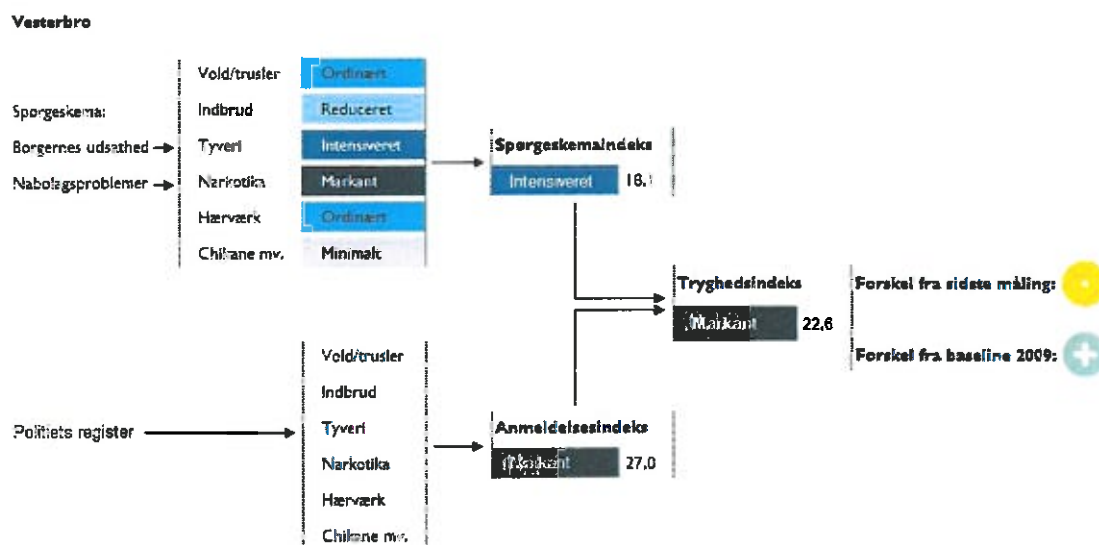 Vesterbro
Vold/trusler Ordinært
Spørgeskema: Indbrud Reduceret
Borgernes udsathed Tyveri Intensiveret
Nabolagsproblemer Narkotika Markant
Hærværk Ordinært
Chikane mv. Minimalt
Spørgeskemaindeks
Intensiveret 18,1
Tryghedsindeks Forskel fra sidste måling:
Markant 22,6
Forskel fra baseline 2009:
Vold/trusler
Indbrud
Politiets register Tyveri
Narkotika
Hærværk
Chikane mv.
Anmeldelsesindeks
Markant 27,0